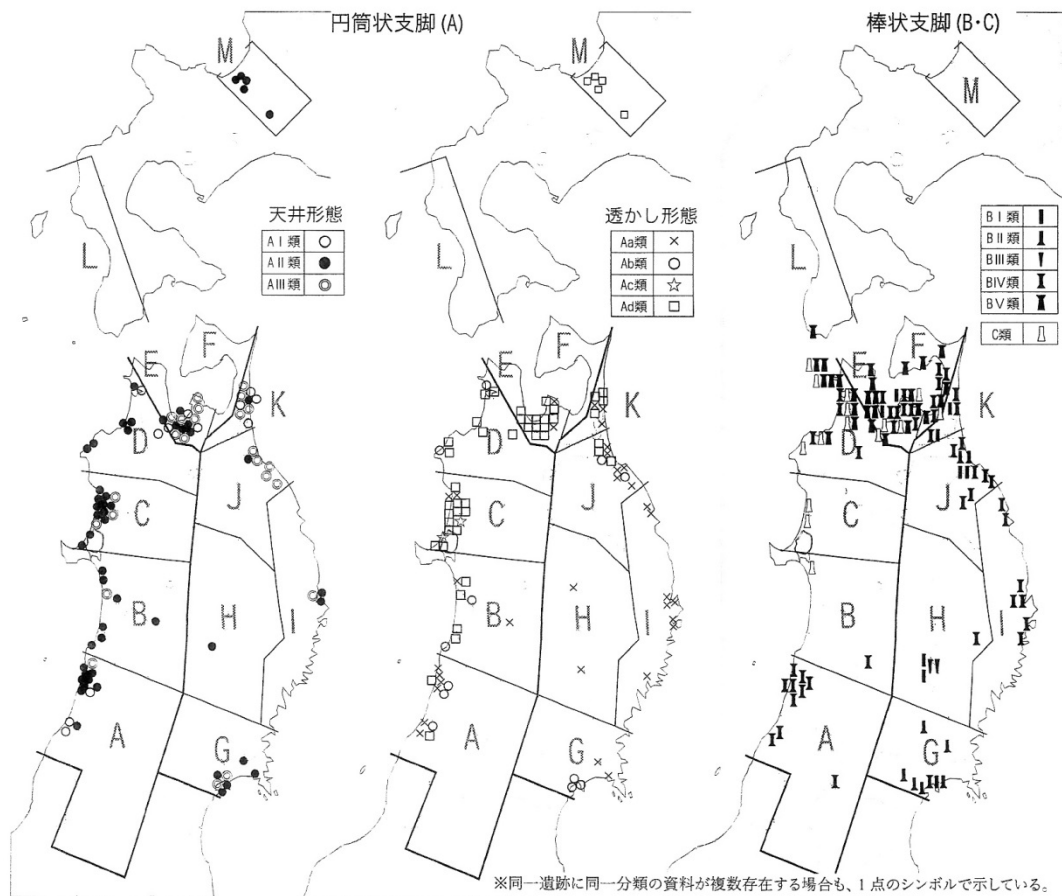 円筒状支脚(A)
棒状支脚(B・C)
M
L
天井形態
AⅠ類 ○
AⅡ類 ●
AⅢ類 ◎
E
F
K
D
C
J
B
H
I
A
G
M
L
透かし形態
Aa類 ×
Ab類 ○
Ac類 ☆
Ad類 □
E
F
K
D
C
J
B
H
I
A
G
M
L
BⅠ類
BⅡ類
BⅢ類
BⅣ類
BⅤ類
C類
E
F
K
D
C
J
B
H
I
A
G
※同一遺跡に同一分類の資料が複数存在する場合も、1点のシンボルで示している。